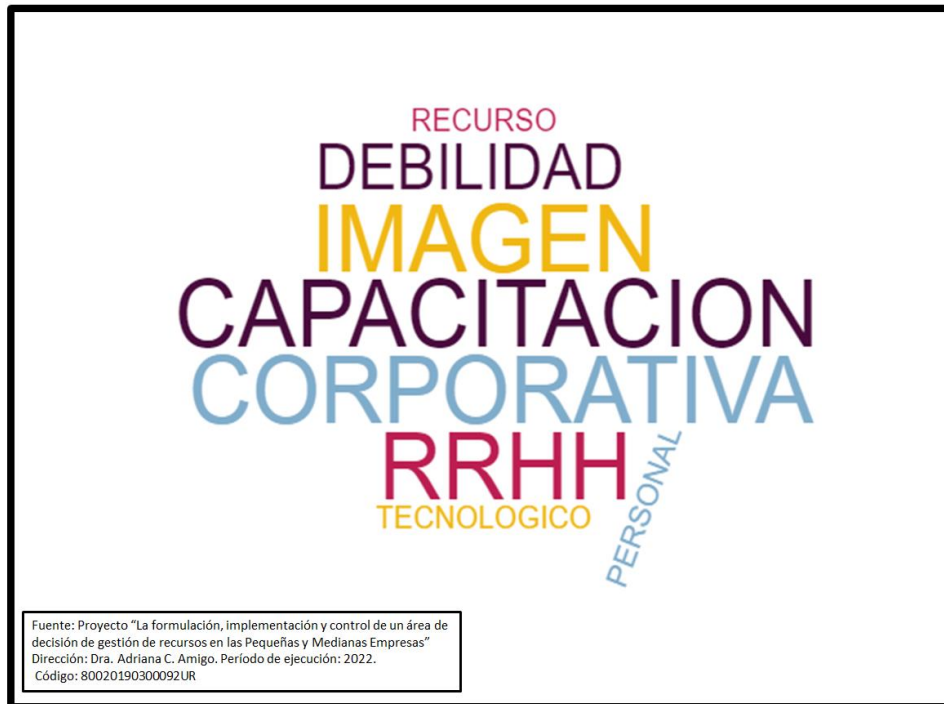 RECURSO
DEBILIDAD
IMAGEN
CAPACITACION
CORPORATIVA
RRHH
PERSONAL
TECNOLOGICO
Fuente: Proyecto “La formulación, implementación y control de un área de
decisión de gestión de recursos en las Pequeñas y Medianas Empresas”
Dirección: Dra. Adriana C. Amigo. Período de ejecución: 2022.
Código: 80020190300092UR